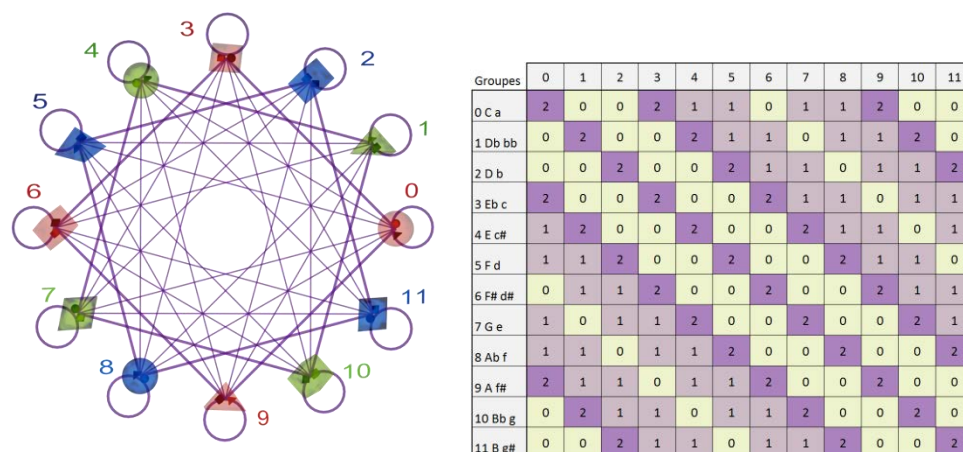 3
4
2
5
1
6
0
7
11
8
10
9
Groupes 0 1 2 3 4 5 6 7 8 9 10 11
0 C a 2 0 0 2 1 1 0 1 1 2 0 0
1 Db bb 0 2 0 0 2 1 1 0 1 1 2 0
2 D b 0 0 2 0 0 2 1 1 0 1 1 2
3 Eb c 2 0 0 2 0 0 2 1 1 0 1 1
4 E c# 1 2 0 0 2 0 0 2 1 1 0 1
5 F d 1 1 2 0 0 2 0 0 2 1 1 0
6 F# d# 0 1 1 2 0 0 2 0 0 2 1 1
7 G e 1 0 1 1 2 0 0 2 0 0 2 1
8 Ab f 1 1 0 1 1 2 0 0 2 0 0 2
9 A f# 2 1 1 0 1 1 2 0 0 2 0 0
10 Bb g 0 2 1 1 0 1 1 2 0 0 2 0
11 B g# 0 0 2 1 1 0 1 1 2 0 0 2